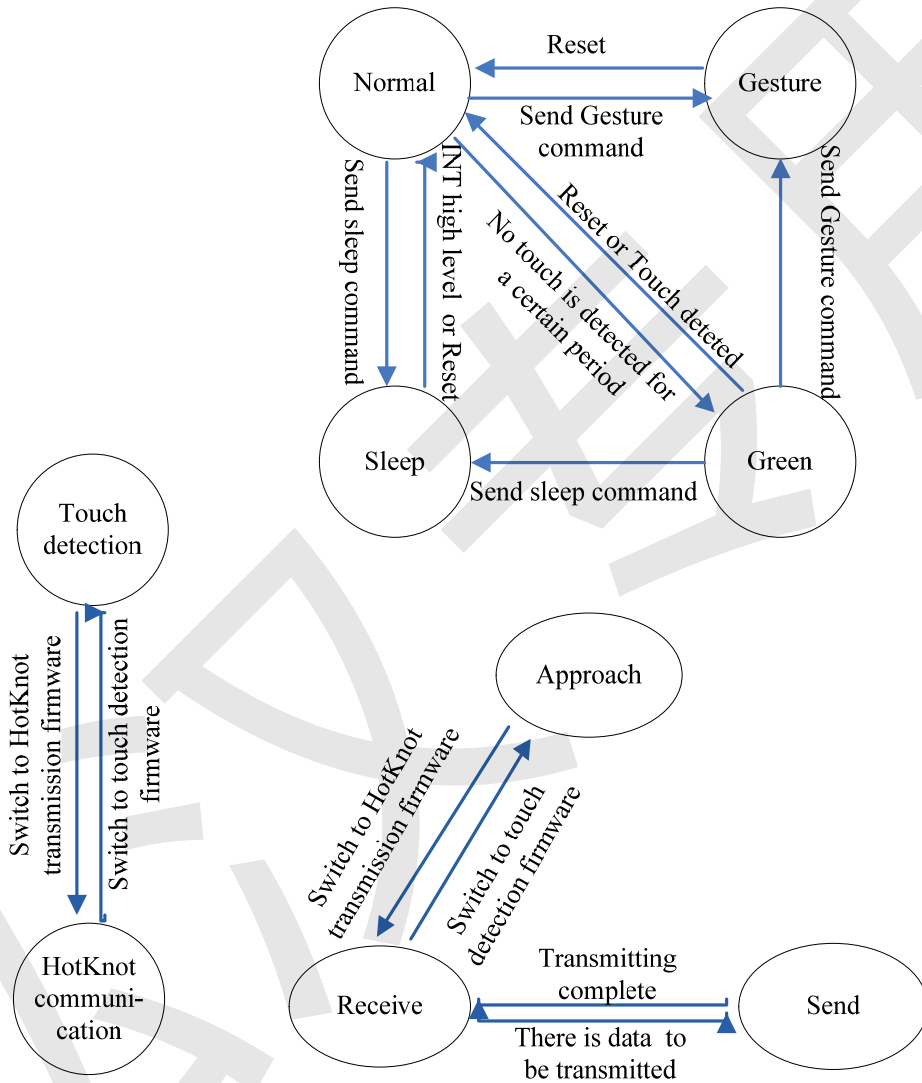 Reset
Normal
Gesture
Send Gesture
command
Send sleep command
INT high level  or Reset
Reset or Touch deteted
No touch is detected for
a certain period
Send Gesture command
Sleep
Green
Send sleep command
Touch
detection
Switch to HotKnot
transmission firmware
Switch to touch detection
firmware
HotKnot
communi-
cation
Approach
Switch to HotKnot
transmission firmware
Switch to touch
detection firmware
Receive
Transmitting
complete
Send
There is data  to
be transmitted